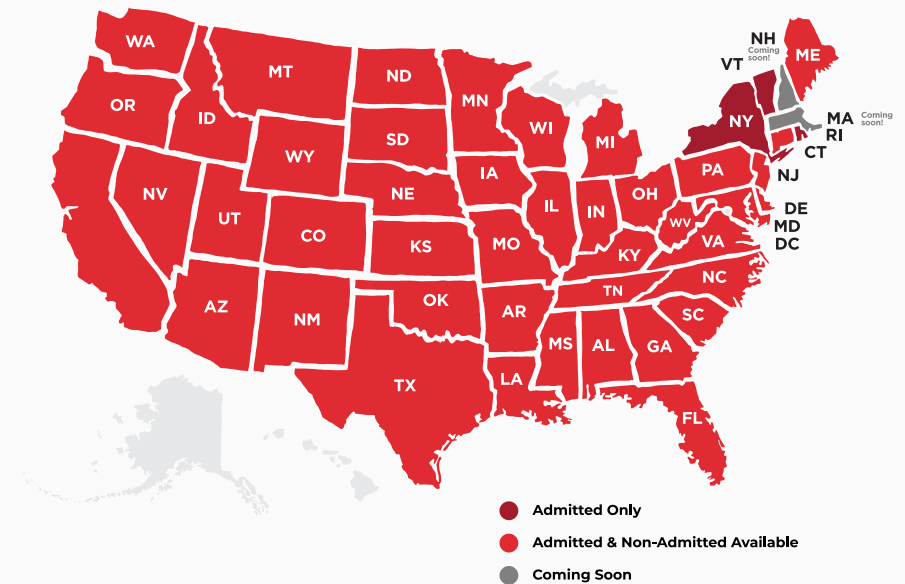 NH
Coming
soon!
VT
ME
WA
MT
ND
MN
OR
ID
SD
WI
MI
NY
MA
Coming
soon!
RI
CT
WY
IA
PA
NJ
NV
NE
UT
CO
IL
IN
OH
WV
DE
MD
DC
KS
MO
KY
VA
AZ
NM
OK
AR
TN
NC
SC
TX
LA
MS
AL
GA
FL
Admitted Only
Admitted & Non-Admitted Available
Coming Soon